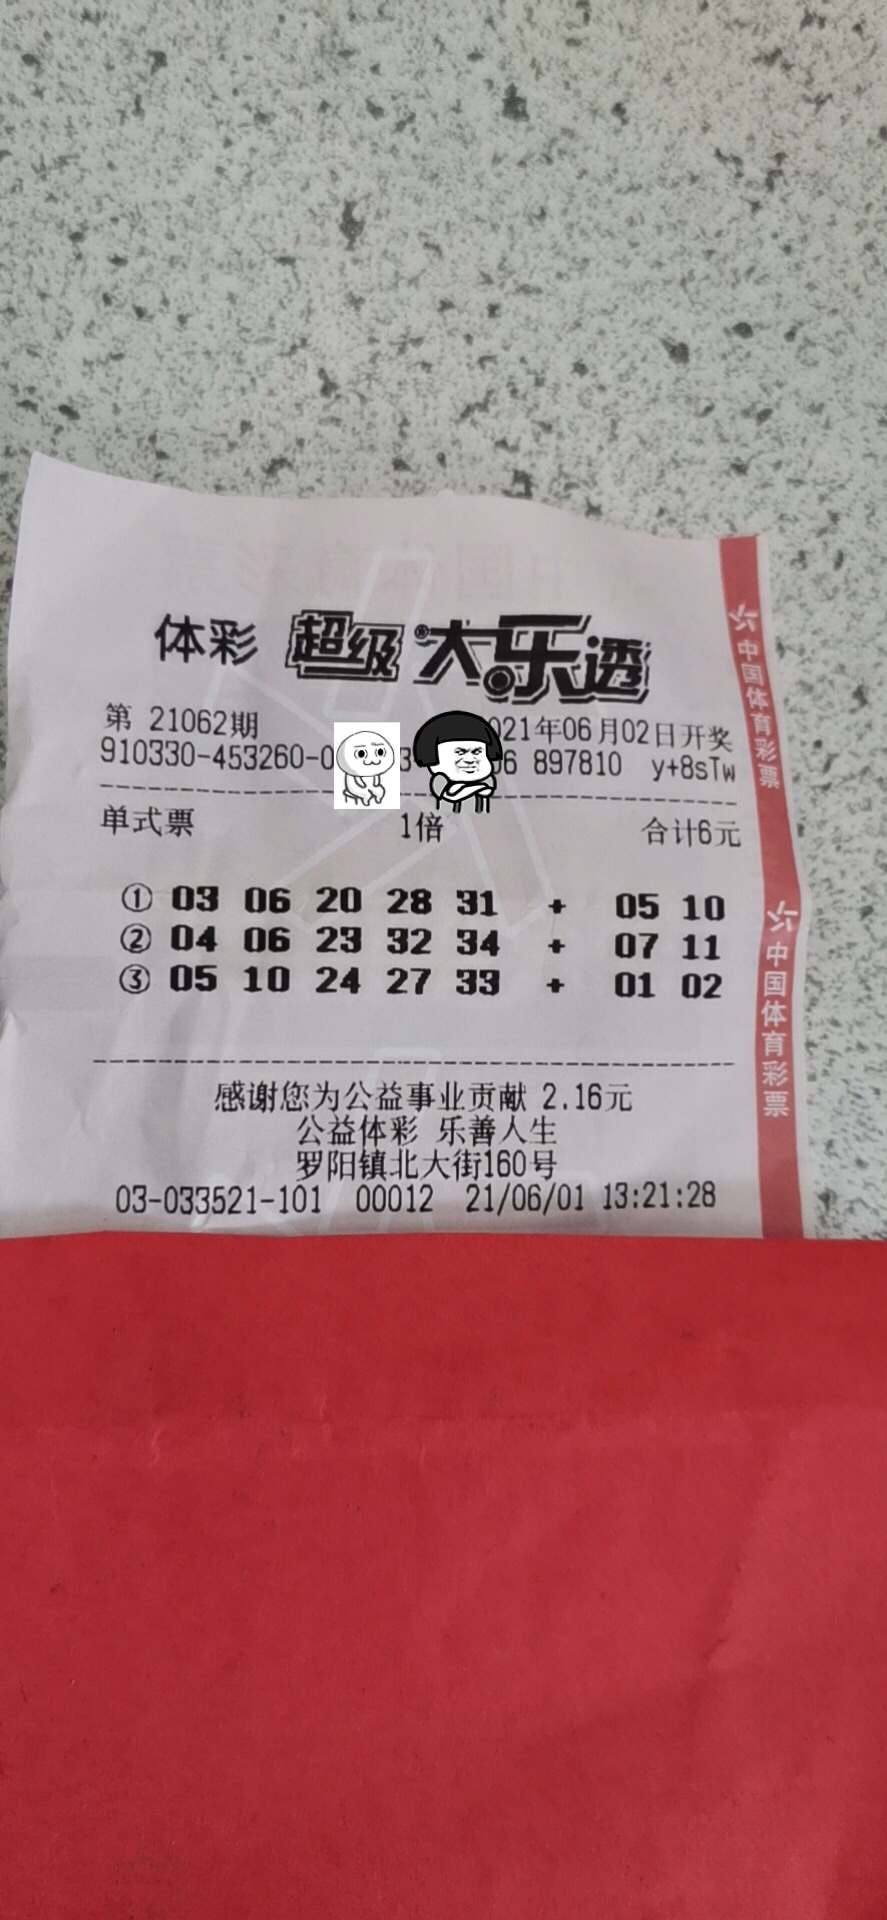 体彩 超级大乐透
第 21062期 021年06月02日开奖
910330-453260-0 3 06 897810 y+8sTw
单式票 1倍 合计6元
① 03 06 20 28 31 + 05 10
② 04 06 23 32 34 + 07 11
③ 05 10 24 27 33 + 01 02
感谢您为公益事业贡献 2.16元
公益体彩 乐善人生
罗阳镇北大街160号
03-033521-101 00012 21/06/01 13:21:28
中国体育彩票
中国体育彩票